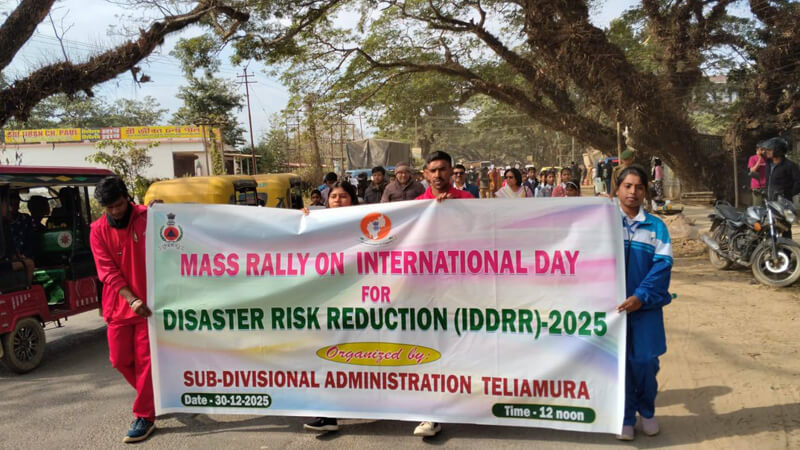 MASS RALLY ON INTERNATIONAL DAY
FOR
DISASTER RISK REDUCTION (IDDRR)-2025
Organized by:
SUB-DIVISIONAL ADMINISTRATION TELIAMURA
Date - 30-12-2025
Time - 12 noon